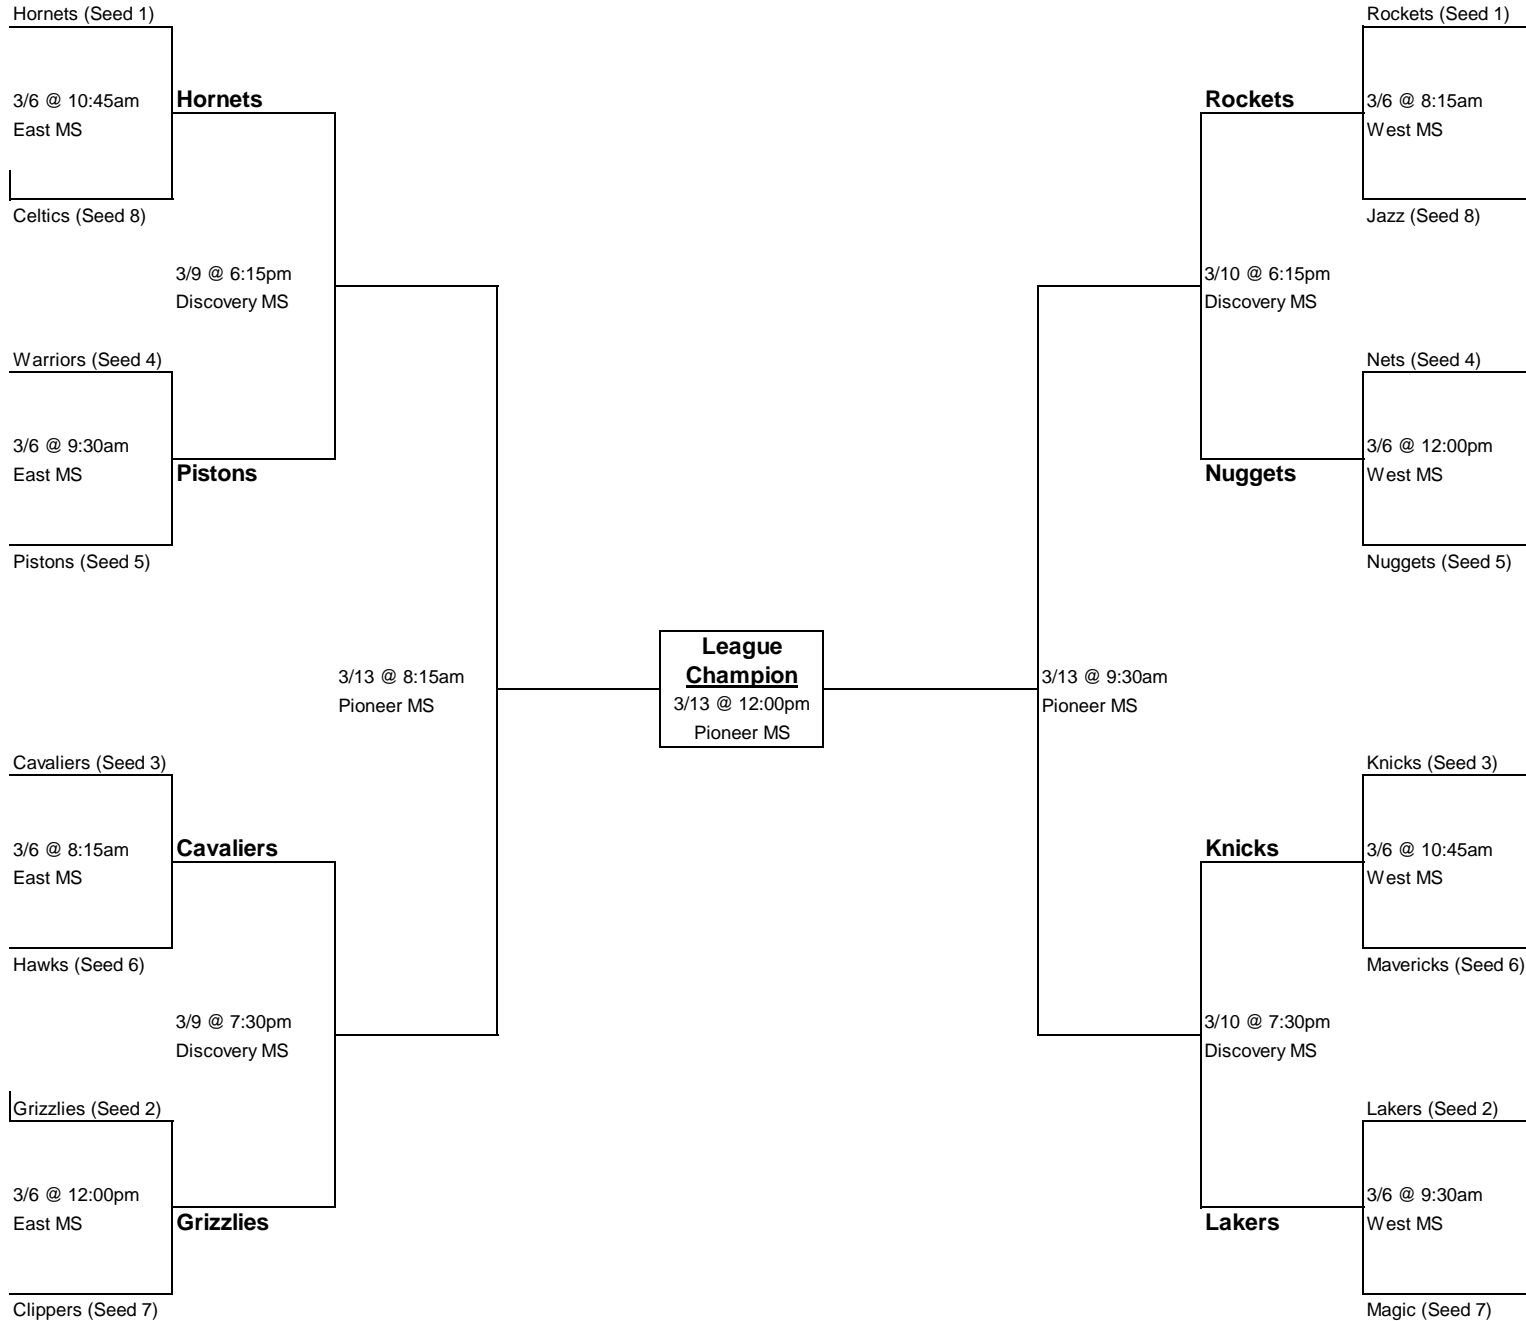 Hornets (Seed 1)
Rockets (Seed 1)
3/6 @ 10:45am
Hornets
Rockets
3/6 @ 8:15am
East MS
West MS
Celtics (Seed 8)
Jazz (Seed 8)
3/9 @ 6:15pm
3/10 @ 6:15pm
Discovery MS
Discovery MS
Warriors (Seed 4)
Nets (Seed 4)
3/6 @ 9:30am
3/6 @ 12:00pm
East MS
Pistons
Nuggets
West MS
Pistons (Seed 5)
Nuggets (Seed 5)
League
Champion
3/13 @ 8:15am
3/13 @ 9:30am
3/13 @ 12:00pm
Pioneer MS
Pioneer MS
Pioneer MS
Cavaliers (Seed 3)
Knicks (Seed 3)
3/6 @ 8:15am
Cavaliers
Knicks
3/6 @ 10:45am
East MS
West MS
Hawks (Seed 6)
Mavericks (Seed 6)
3/9 @ 7:30pm
3/10 @ 7:30pm
Discovery MS
Discovery MS
Grizzlies (Seed 2)
Lakers (Seed 2)
3/6 @ 12:00pm
3/6 @ 9:30am
East MS
Grizzlies
Lakers
West MS
Clippers (Seed 7)
Magic (Seed 7)